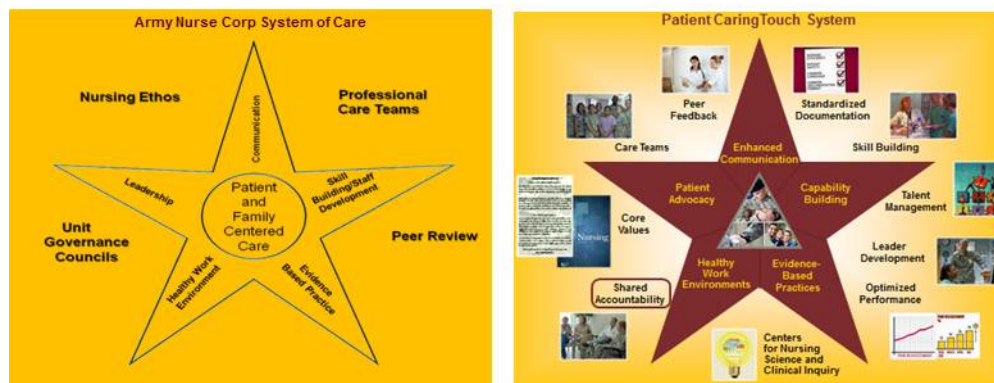 Army Nurse Corp System of Care
Nursing Ethos
Professional
Care Teams
Communication
Leadership
Skill
Building/Staff
Development
Patient
and
Family
Centered
Care
Unit
Governance
Councils
Peer Review
Healthy Work
Environment
Evidence
Based Practice
Patient CaringTouch System
Peer
Feedback
Standardized
Documentation
Care Teams
Skill Building
Enhanced
Communication
Patient
Advocacy
Capability
Building
Talent
Management
Core
Values
Nursing
Leader
Development
Healthy Work
Environments
Evidence-
Based
Practices
Shared
Accountability
Optimized
Performance
Centers
for Nursing
Science and
Clinical Inquiry